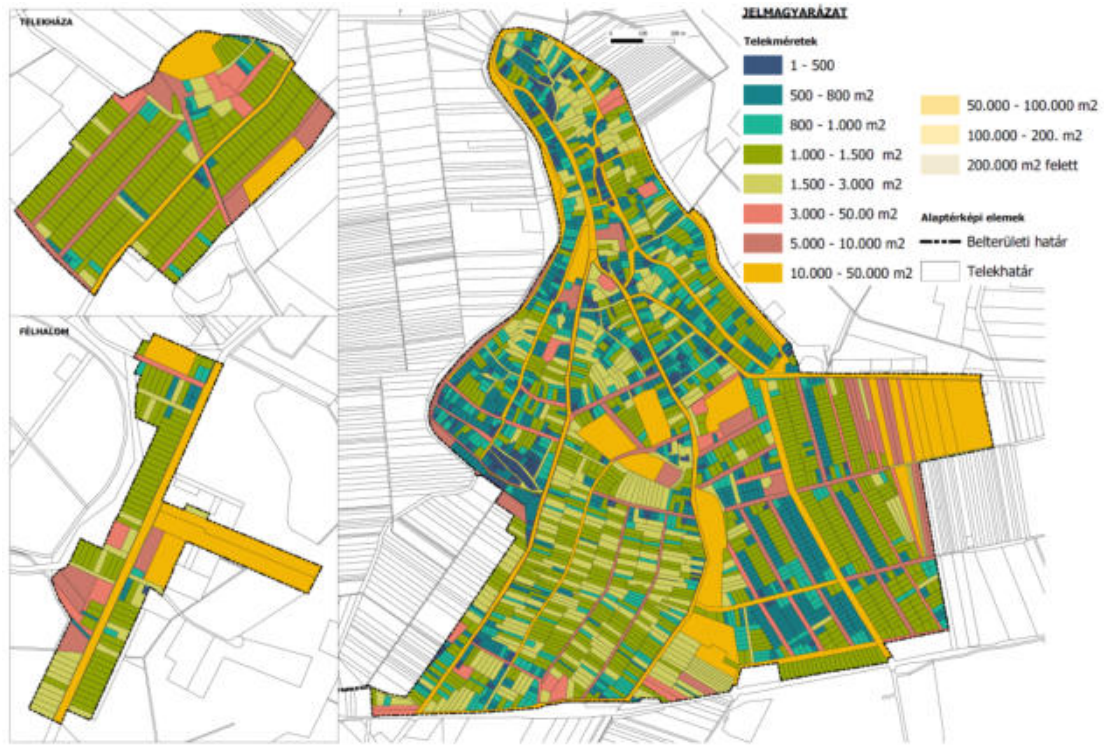 TELEKHÁZA
FÉLHALOM
JELMAGYARÁZAT
Telekméretek
1 - 500
500 - 800 m2
800 - 1.000 m2
1.000 - 1.500 m2
1.500 - 3.000 m2
3.000 - 50.00 m2
5.000 - 10.000 m2
10.000 - 50.000 m2
50.000 - 100.000 m2
100.000 - 200. m2
200.000 m2 felett
Alaptérképi elemek
Belterületi határ
Telekhatár